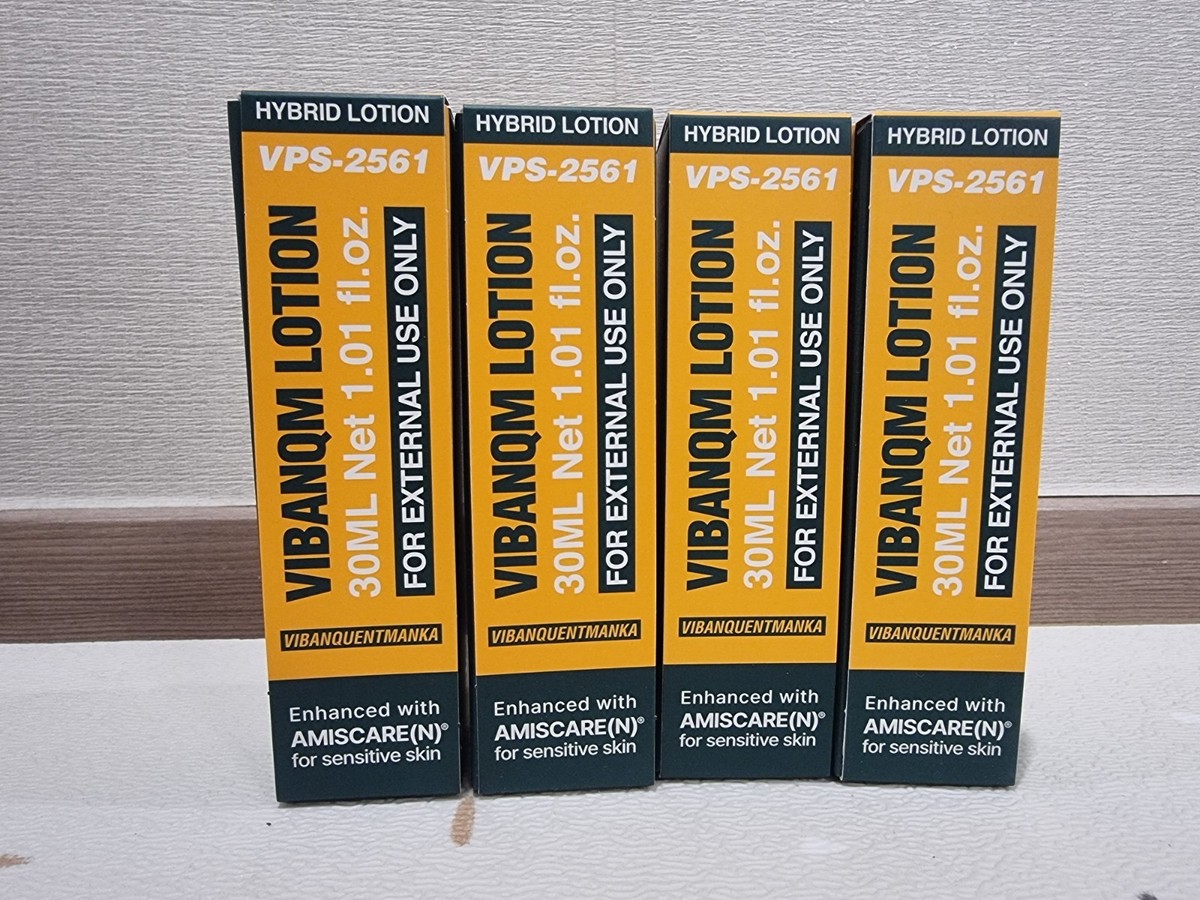 HYBRID LOTION
VPS-2561
VIBANQM LOTION
30ML Net 1.01 fl.oz.
FOR EXTERNAL USE ONLY
VIBANQUENTMANKA
Enhanced with
AMISCARE(N)®
for sensitive skin
HYBRID LOTION
VPS-2561
VIBANQM LOTION
30ML Net 1.01 fl.oz.
FOR EXTERNAL USE ONLY
VIBANQUENTMANKA
Enhanced with
AMISCARE(N)®
for sensitive skin
HYBRID LOTION
VPS-2561
VIBANQM LOTION
30ML Net 1.01 fl.oz.
FOR EXTERNAL USE ONLY
VIBANQUENTMANKA
Enhanced with
AMISCARE(N)®
for sensitive skin
HYBRID LOTION
VPS-2561
VIBANQM LOTION
30ML Net 1.01 fl.oz.
FOR EXTERNAL USE ONLY
VIBANQUENTMANKA
Enhanced with
AMISCARE(N)®
for sensitive skin